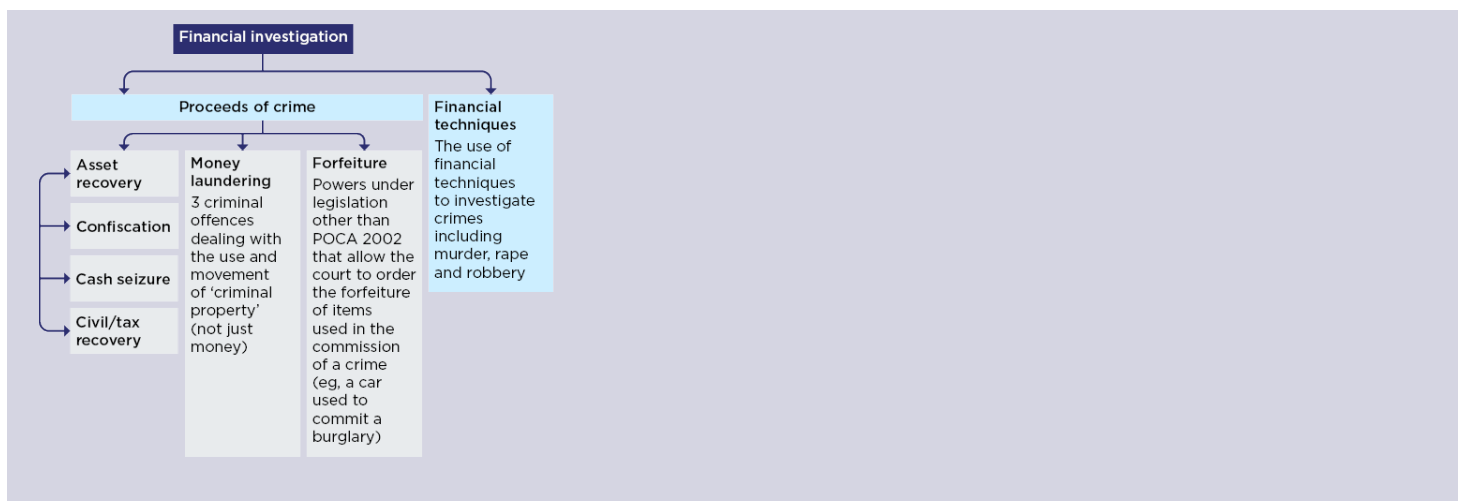 Financial investigation
Proceeds of crime
Asset
recovery
Confiscation
Cash seizure
Civil/tax
recovery
Money
laundering
3 criminal
offences
dealing with
the use and
movement
of ‘criminal
property’
(not just
money)
Forfeiture
Powers under
legislation
other than
POCA 2002
that allow the
court to order
the forfeiture
of items
used in the
commission
of a crime
(eg, a car
used to
commit a
burglary)
Financial
techniques
The use of
financial
techniques
to investigate
crimes
including
murder, rape
and robbery